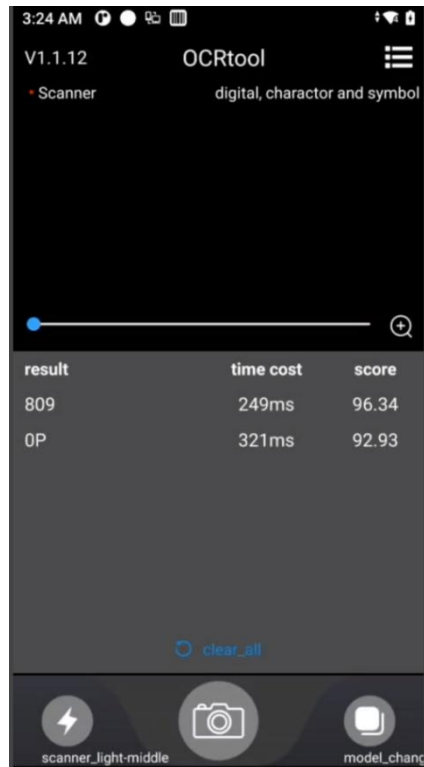 3:24 AM
V1.1.12 OCRtool
Scanner digital, charactor and symbol
result time cost score
809 249ms 96.34
0P 321ms 92.93
clear_all
scanner_light-middle model_chang